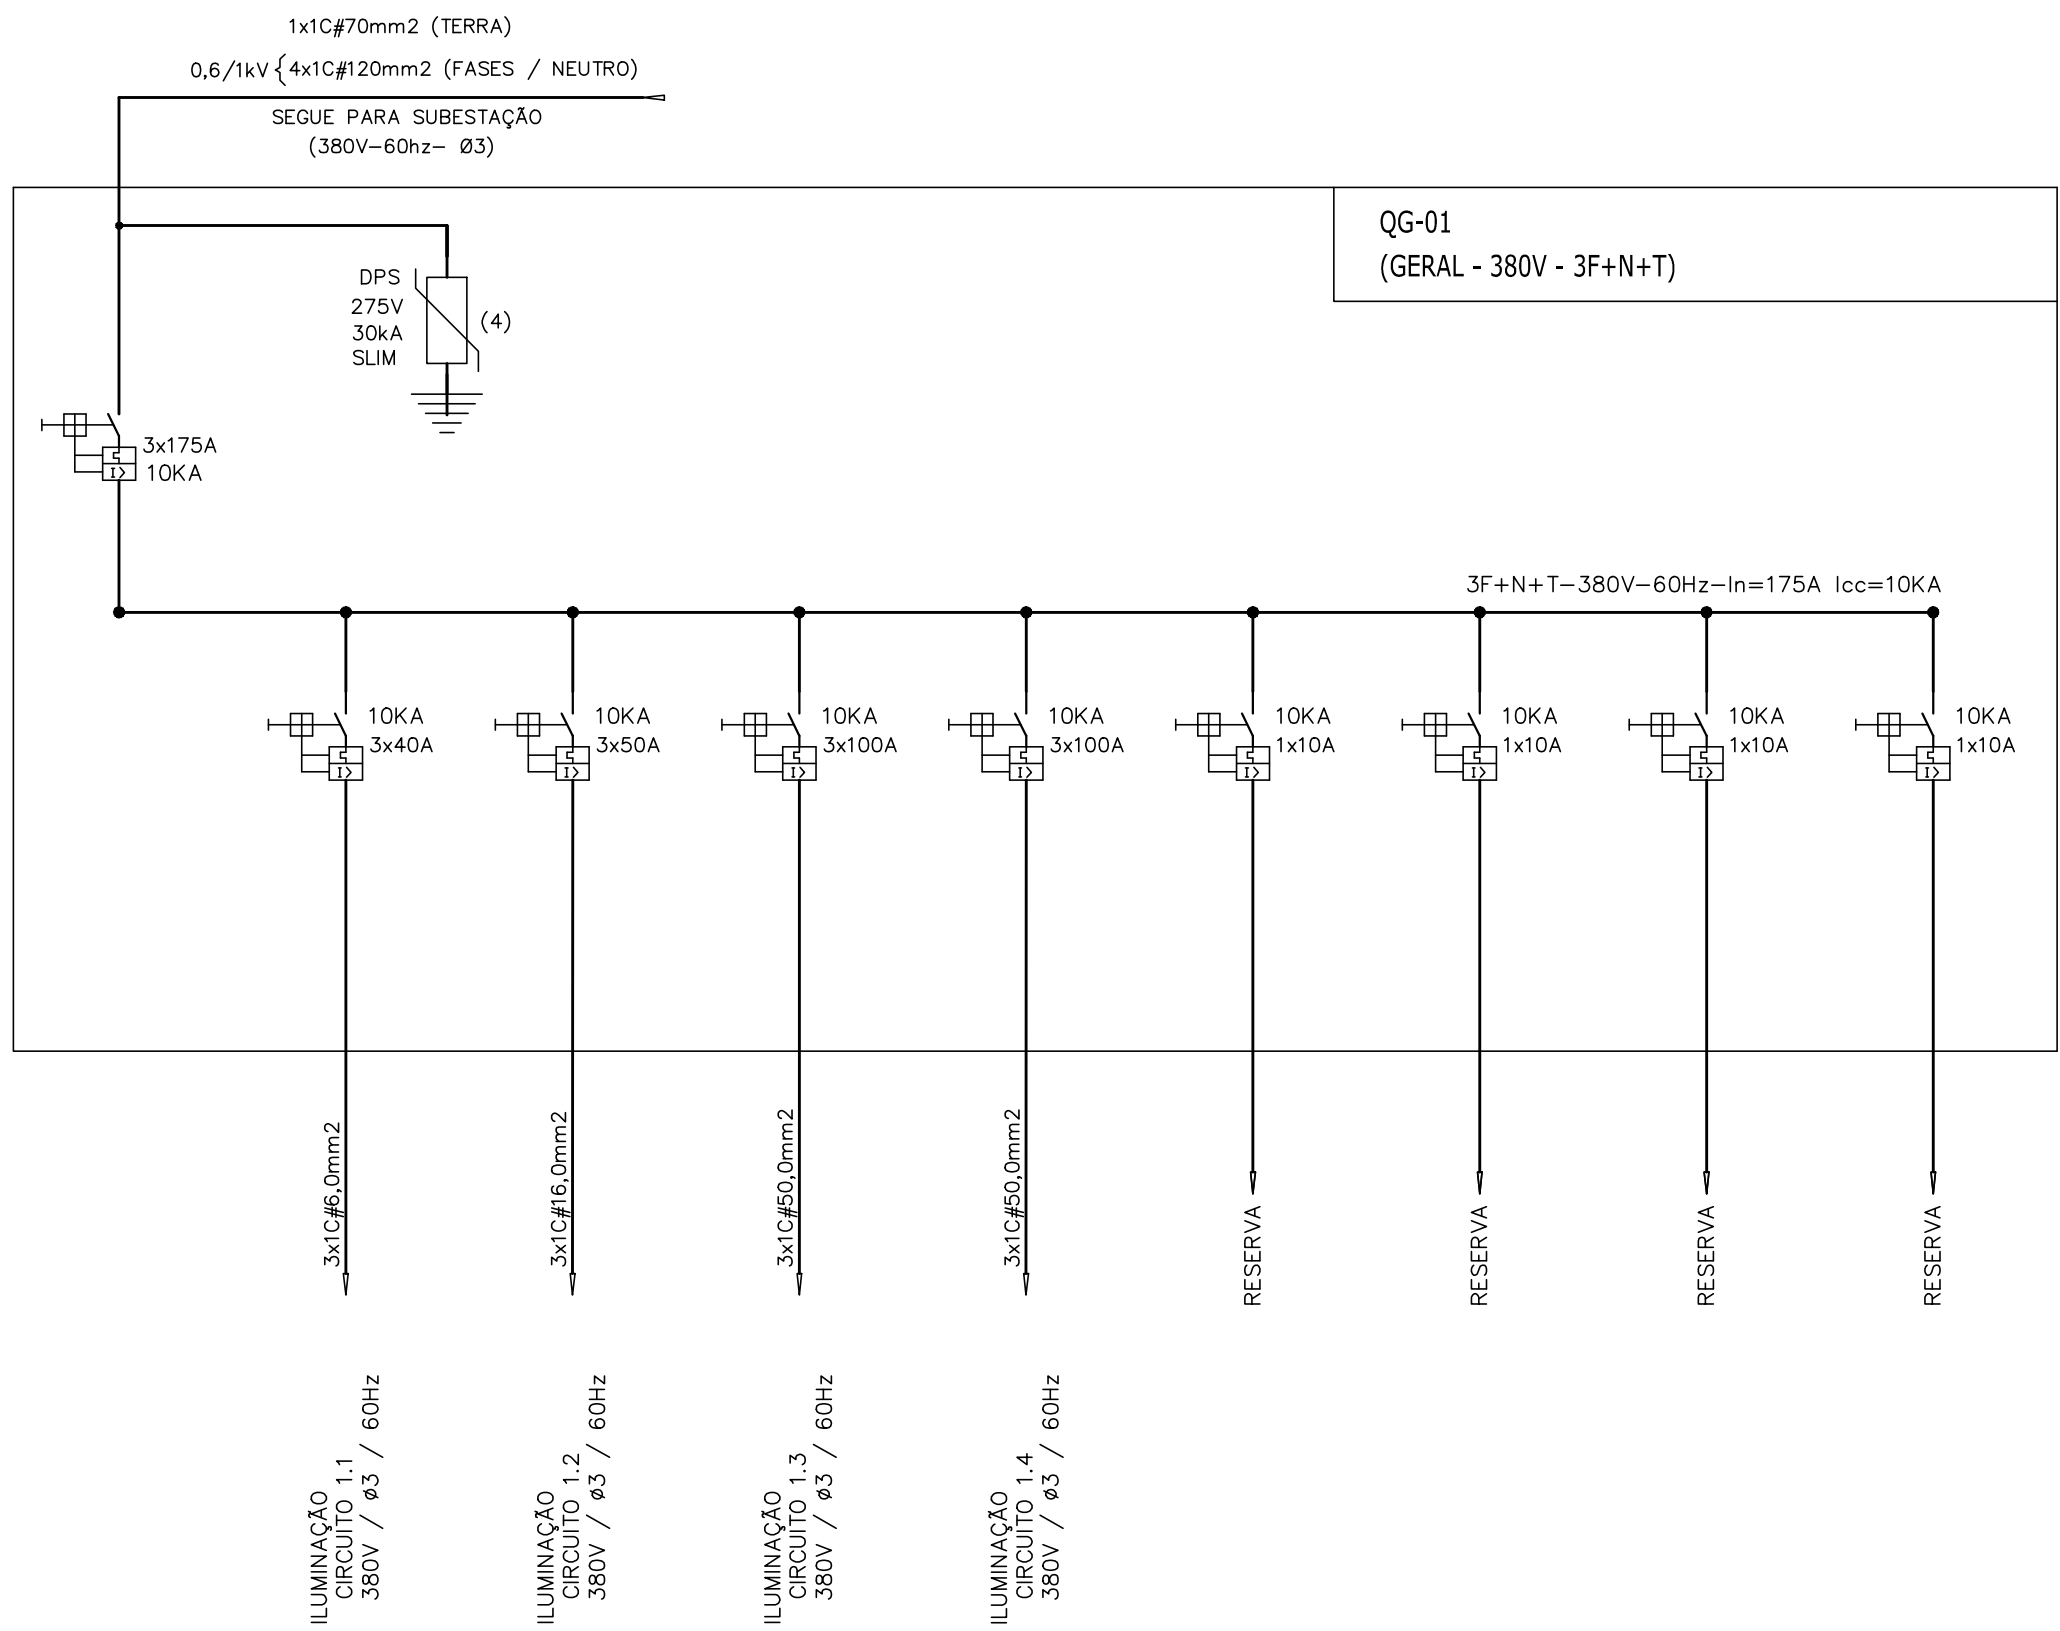 1x1C#70mm2 (TERRA)
0,6/1kV { 4x1C#120mm2 (FASES / NEUTRO)
SEGUE PARA SUBESTAÇÃO
(380V-60hz- Ø3)
QG-01
(GERAL - 380V - 3F+N+T)
DPS
275V
30kA
SLIM
(4)
3x175A
I>
10KA
3F+N+T-380V-60Hz-In=175A Icc=10KA
10KA
3x40A
I>
10KA
3x50A
I>
10KA
3x100A
I>
10KA
3x100A
I>
10KA
1x10A
I>
10KA
1x10A
I>
10KA
1x10A
I>
10KA
1x10A
I>
3x1C#6,0mm2
3x1C#16,0mm2
3x1C#50,0mm2
3x1C#50,0mm2
RESERVA
RESERVA
RESERVA
RESERVA
ILUMINAÇÃO
CIRCUITO 1.1
380V / ø3 / 60Hz
ILUMINAÇÃO
CIRCUITO 1.2
380V / ø3 / 60Hz
ILUMINAÇÃO
CIRCUITO 1.3
380V / ø3 / 60Hz
ILUMINAÇÃO
CIRCUITO 1.4
380V / ø3 / 60Hz